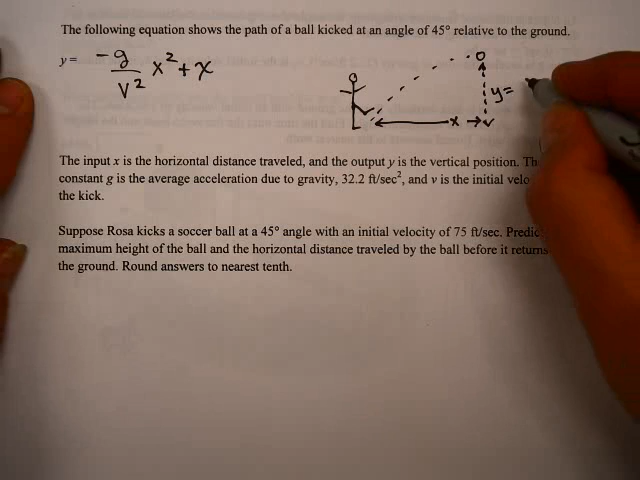 The following equation shows the path of a ball kicked at an angle of 45° relative to the ground.
y = -g/v² x² + x
y=
x
The input x is the horizontal distance traveled, and the output y is the vertical position.
constant g is the average acceleration due to gravity, 32.2 ft/sec², and v is the initial
the kick.
Suppose Rosa kicks a soccer ball at a 45° angle with an initial velocity of 75 ft/sec.
maximum height of the ball and the horizontal distance traveled by the ball before it returns
the ground. Round answers to nearest tenth.